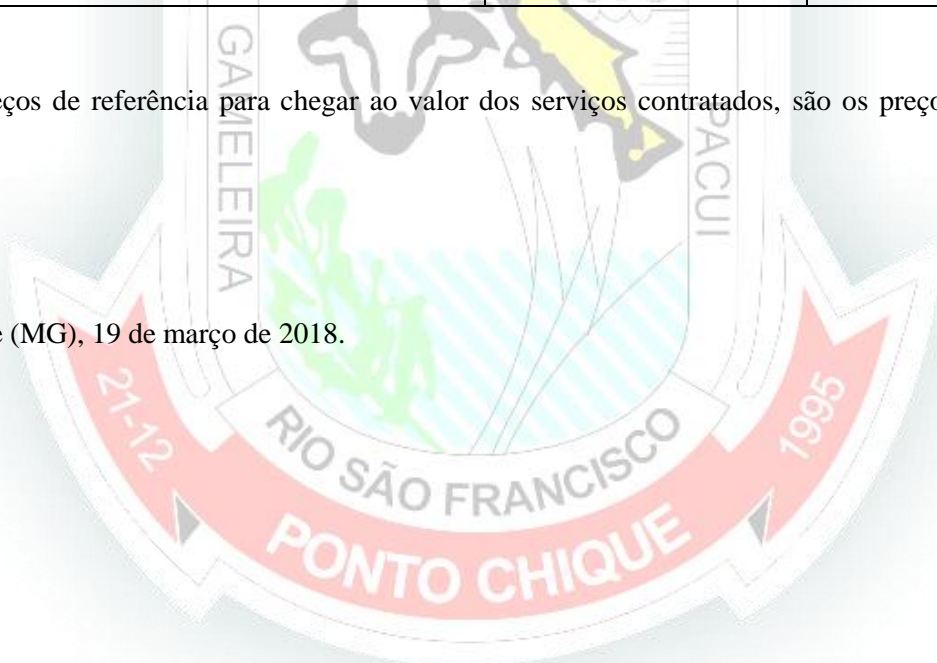 eços de referência para chegar ao valor dos serviços contratados, são os preço
e (MG), 19 de março de 2018.
GAMELEIRA
PACUI
21-12
RIO SÃO FRANCISCO
1995
PONTO CHIQUE